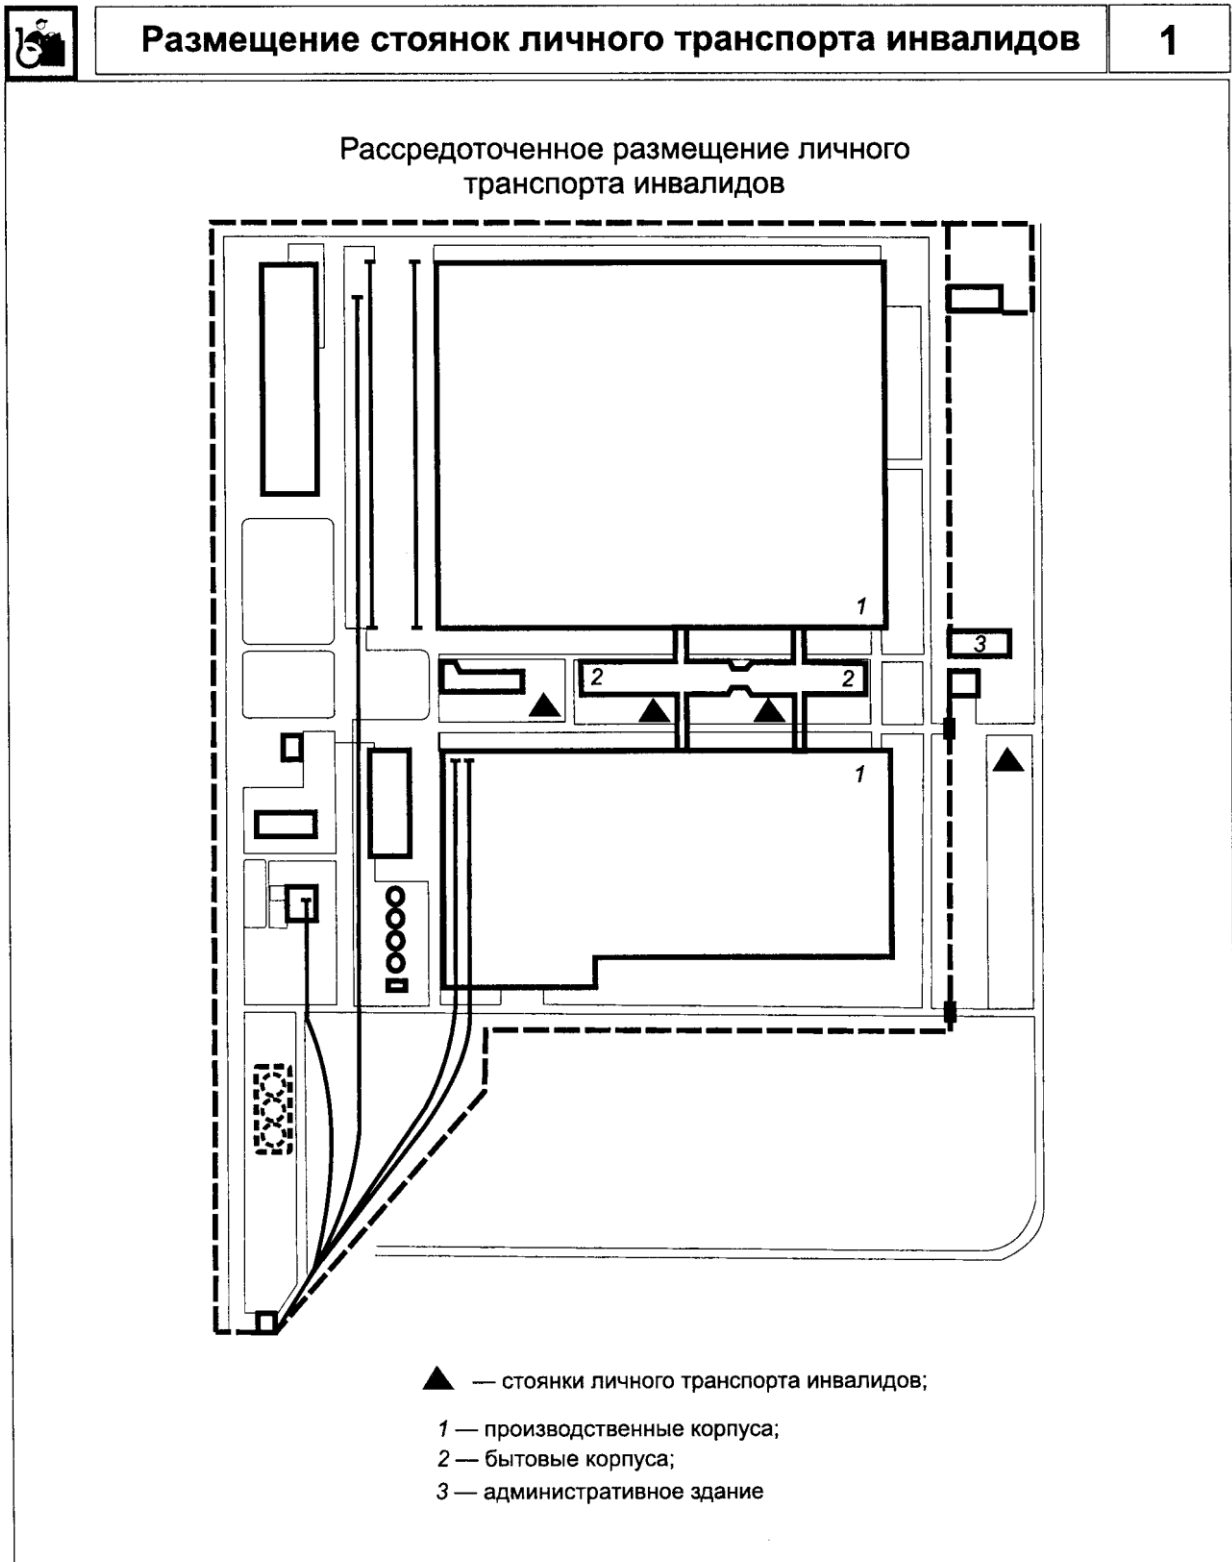 Размещение стоянок личного транспорта инвалидов
1
Рассредоточенное размещение личного
транспорта инвалидов
1
3
2
2
1
— стоянки личного транспорта инвалидов;
1 — производственные корпуса;
2 — бытовые корпуса;
3 — административное здание